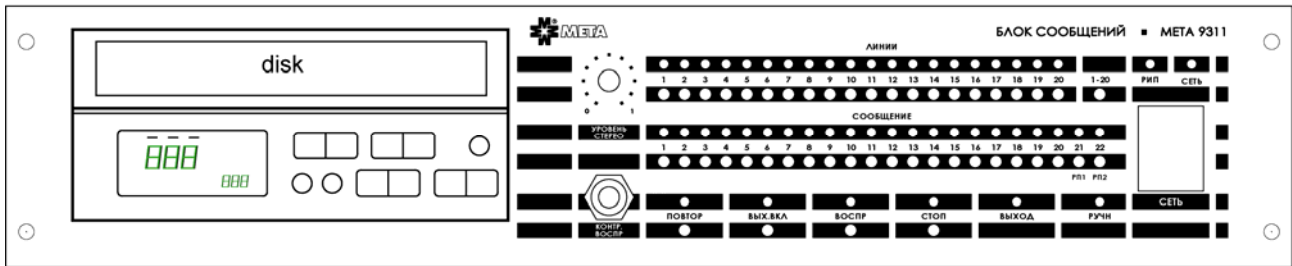 META
БЛОК СООБЩЕНИЙ ■ META 9311
disk
ЛИНИИ
1 2 3 4 5 6 7 8 9 10 11 12 13 14 15 16 17 18 19 20 1-20 РИП СЕТЬ
0 1
УРОВЕНЬ
СТЕРЕО
СООБЩЕНИЕ
1 2 3 4 5 6 7 8 9 10 11 12 13 14 15 16 17 18 19 20 21 22
РП1 РП2
888
888
СЕТЬ
ПОВТОР ВЫХ.ВКЛ ВОСПР СТОП ВЫХОД РУЧН
КОНТР.
ВОСПР